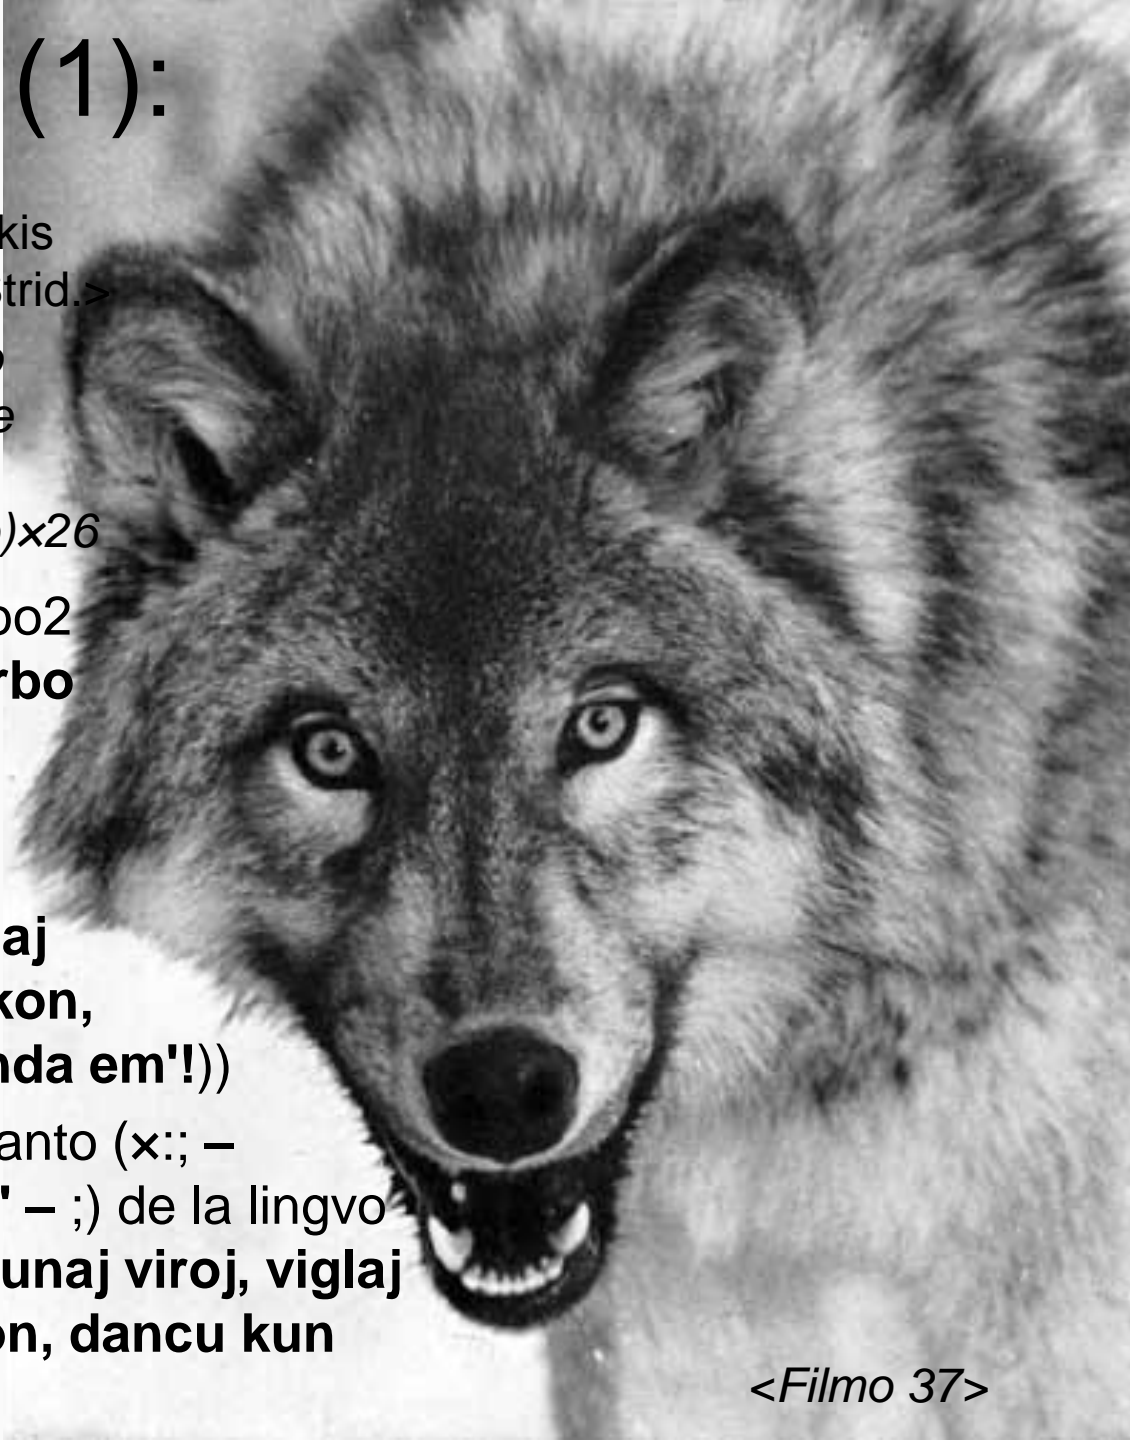 (1):
kis
trid.>
o
e
)×26
oo2
rbo
aj
kon,
nda em'!))
anto (×:; –
' – ;) de la lingvo
unaj viroj, viglaj
on, dancu kun
<Filmo 37>